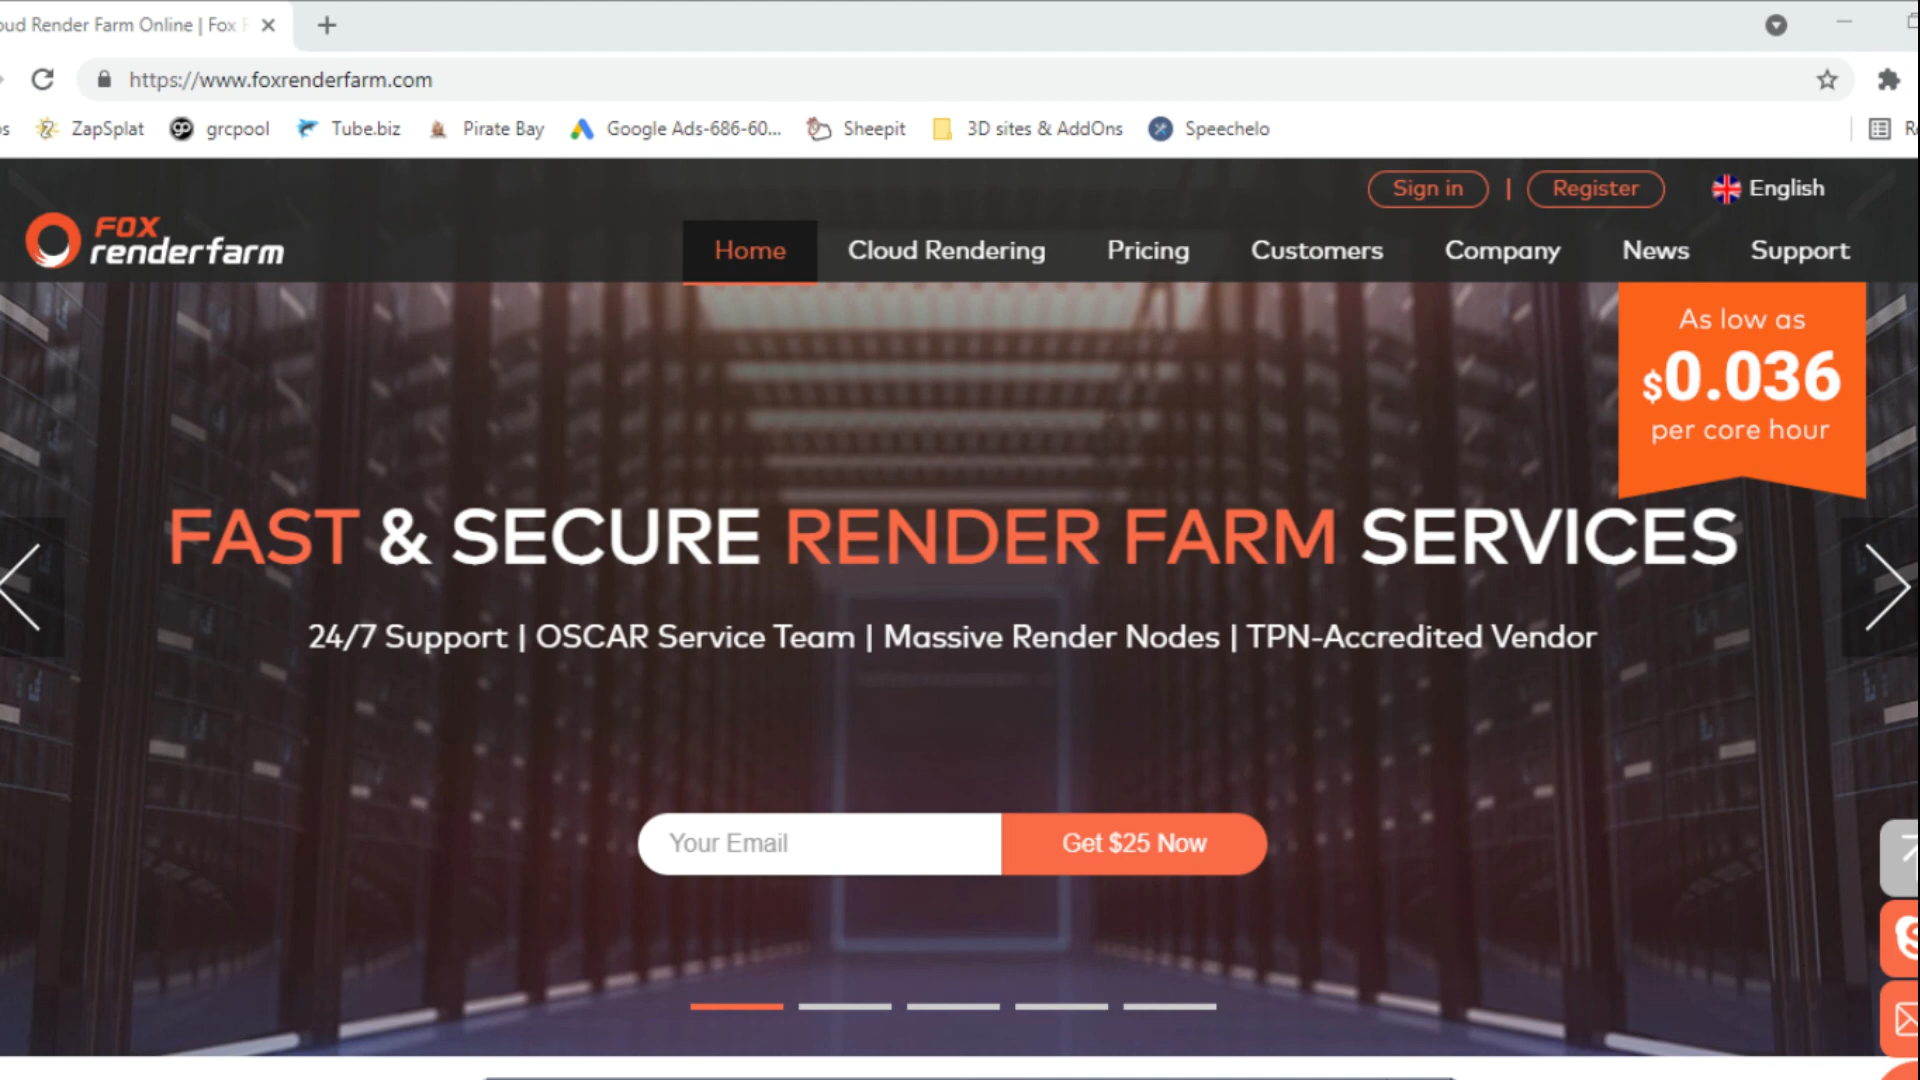 oud Render Farm Online | Fox
https://www.foxrenderfarm.com
ZapSplat grcpool Tube.biz Pirate Bay Google Ads-686-60... Sheepit 3D sites & AddOns Speechelo
Sign in | Register English
FOX
renderfarm
Home Cloud Rendering Pricing Customers Company News Support
As low as
$0.036
per core hour
FAST & SECURE RENDER FARM SERVICES
24/7 Support | OSCAR Service Team | Massive Render Nodes | TPN-Accredited Vendor
Your Email Get $25 Now